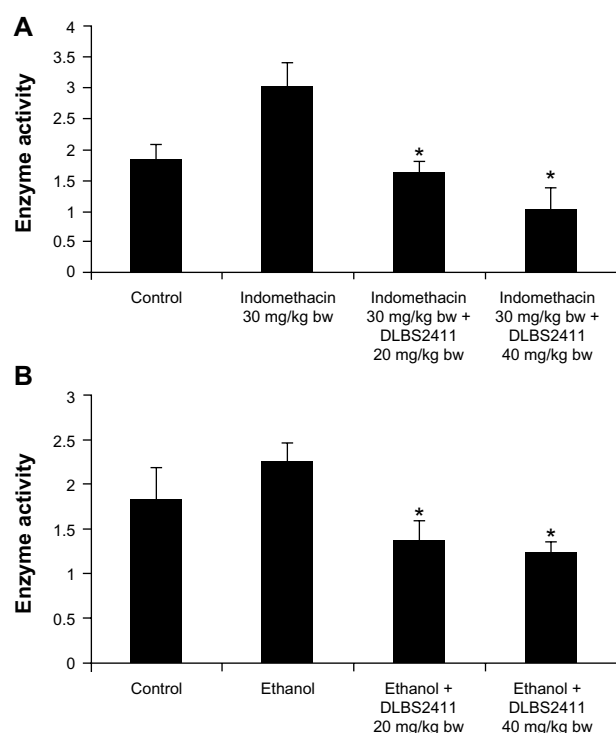 A
Enzyme activity
4
3.5
3
2.5
2
1.5
1
0.5
0
*
*
Control
Indomethacin
30 mg/kg bw
Indomethacin
30 mg/kg bw +
DLBS2411
20 mg/kg bw
Indomethacin
30 mg/kg bw +
DLBS2411
40 mg/kg bw
B
Enzyme activity
3
2.5
2
1.5
1
0.5
0
*
*
Control
Ethanol
Ethanol +
DLBS2411
20 mg/kg bw
Ethanol +
DLBS2411
40 mg/kg bw